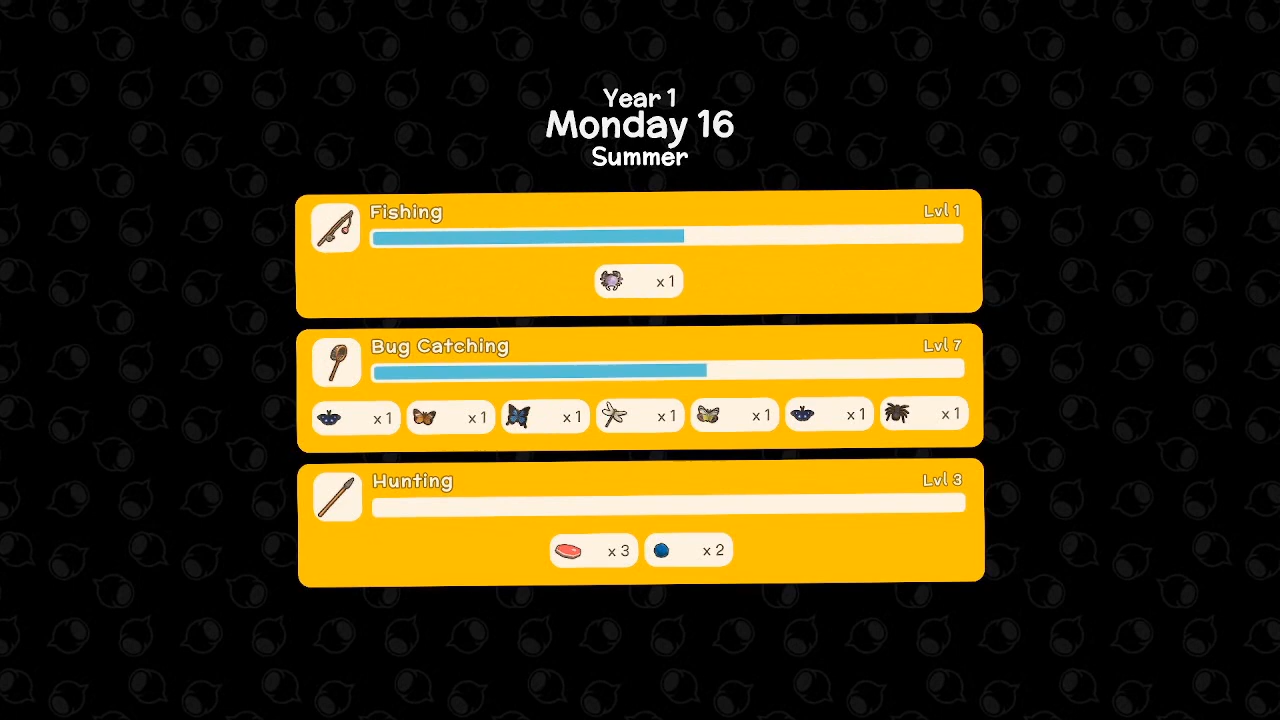 Year 1
Monday 16
Summer
Fishing
Lvl 1
x 1
Bug Catching
Lvl 7
x 1
x 1
x 1
x 1
x 1
x 1
x 1
Hunting
Lvl 3
x 3
x 2